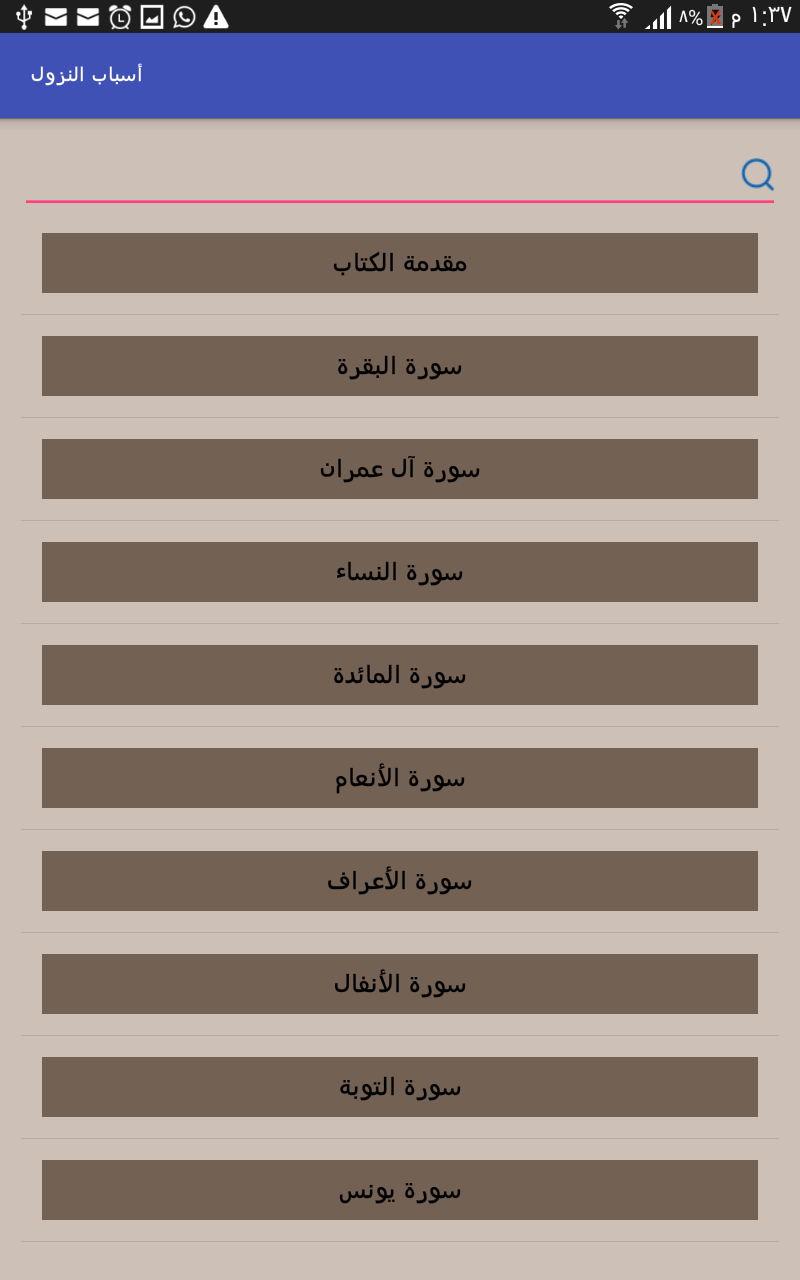 ٨% م ١:٣٧
أسباب النزول
مقدمة الكتاب
سورة البقرة
سورة آل عمران
سورة النساء
سورة المائدة
سورة الأنعام
سورة الأعراف
سورة الأنفال
سورة التوبة
سورة يونس